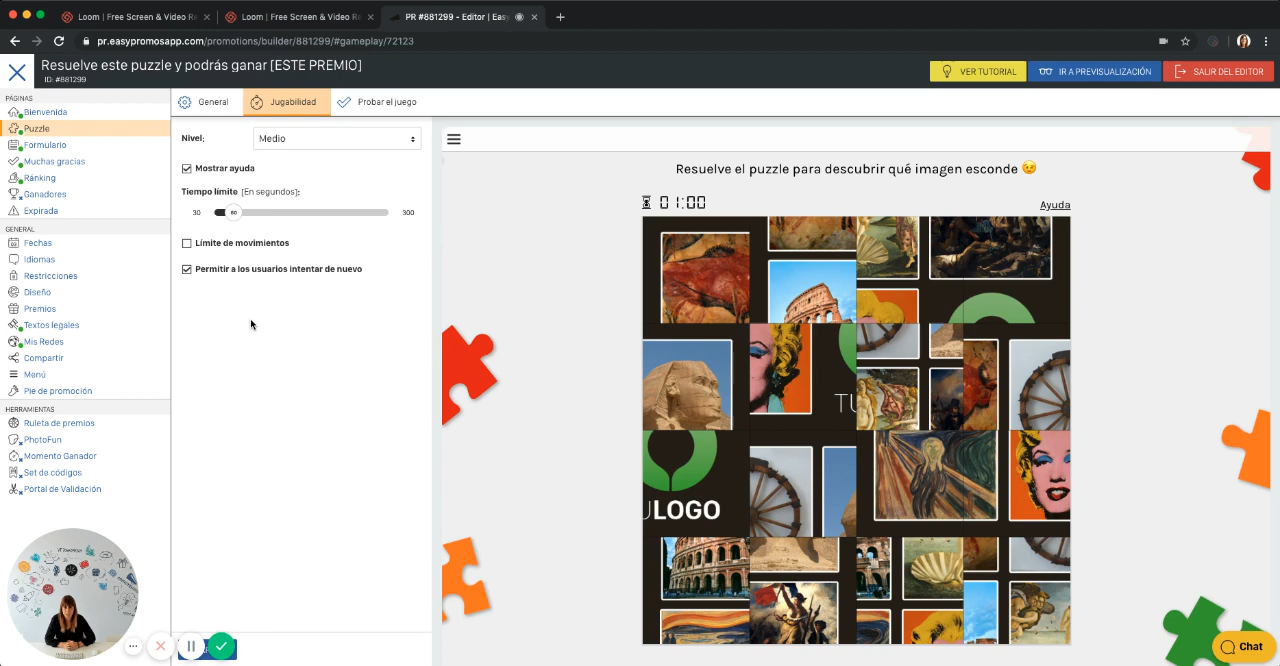 Loom | Free Screen & Video Re
Loom | Free Screen & Video Re
PR #881299 - Editor | Easy
pr.easypromosapp.com/promotions/builder/881299/#gameplay/72123
Resuelve este puzzle y podrás ganar [ESTE PREMIO]
ID: #881299
VER TUTORIAL
IR A PREVISUALIZACIÓN
SALIR DEL EDITOR
PÁGINAS
Bienvenida
Puzzle
Formulario
Muchas gracias
Ránking
Ganadores
Expirada
GENERAL
Fechas
Idiomas
Restricciones
Diseño
Premios
Textos legales
Mis Redes
Compartir
Menú
Pie de promoción
HERRAMIENTAS
Ruleta de premios
PhotoFun
Momento Ganador
Set de códigos
Portal de Validación
General
Jugabilidad
Probar el juego
Nivel:
Medio
Mostrar ayuda
Tiempo límite [En segundos]:
30
60
300
Límite de movimientos
Permitir a los usuarios intentar de nuevo
Resuelve el puzzle para descubrir qué imagen esconde 😉
01:00
Ayuda
TU
LOGO
Chat